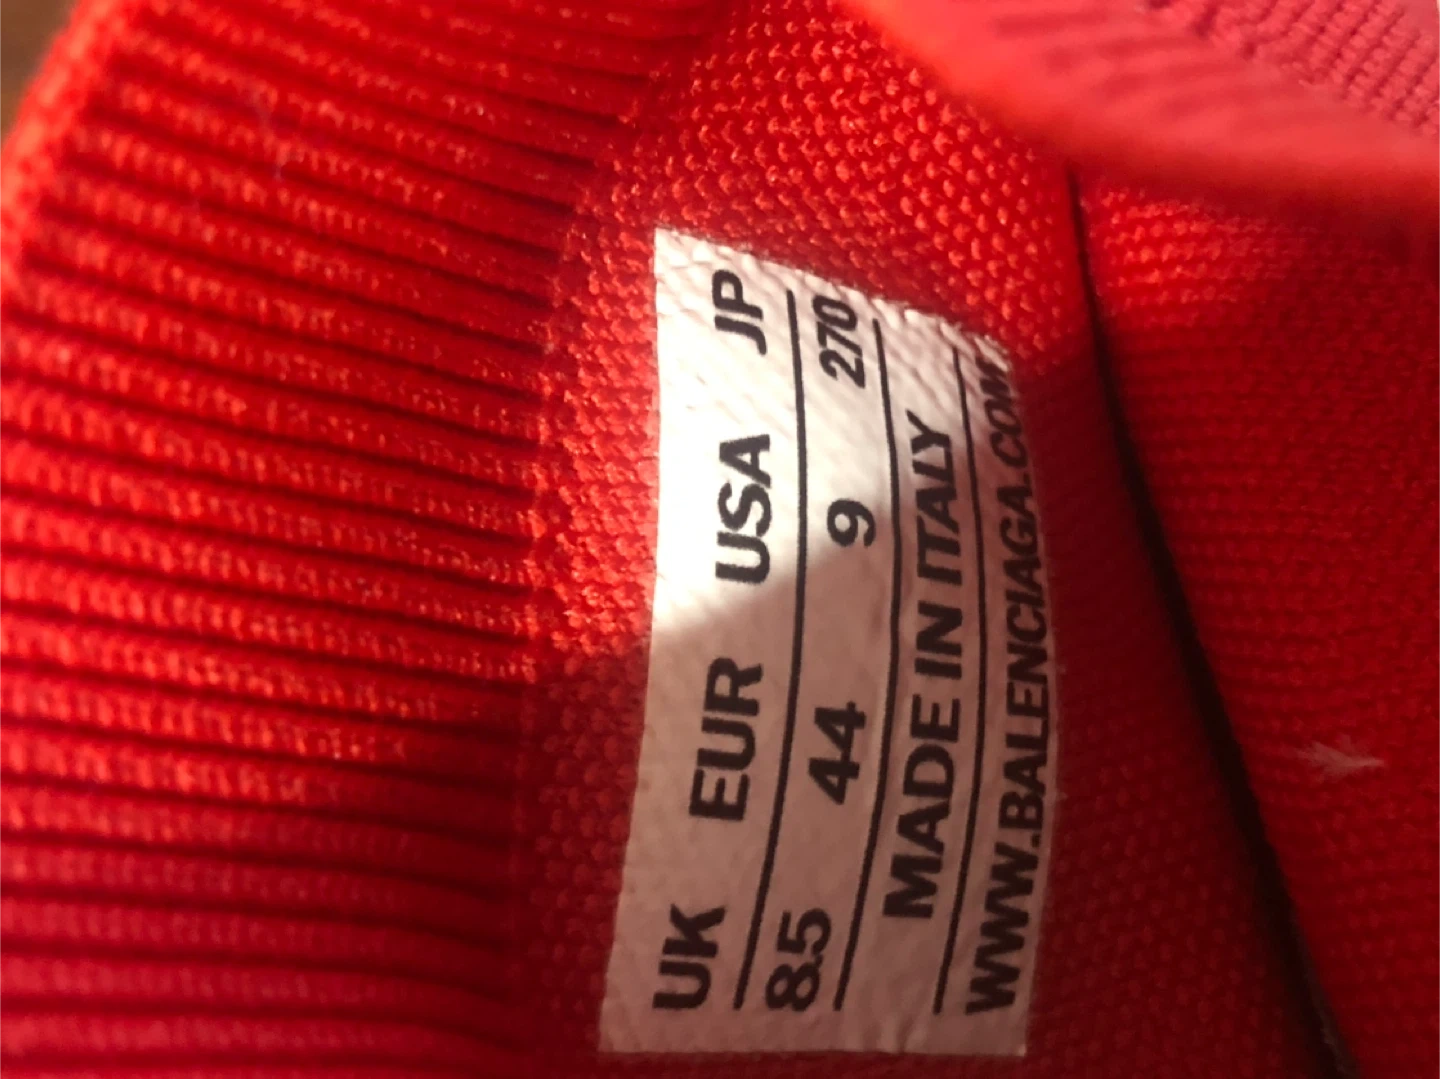 UK EUR USA JP
8.5 44 9 270
MADE IN ITALY
WWW.BALENCIAGA.COM